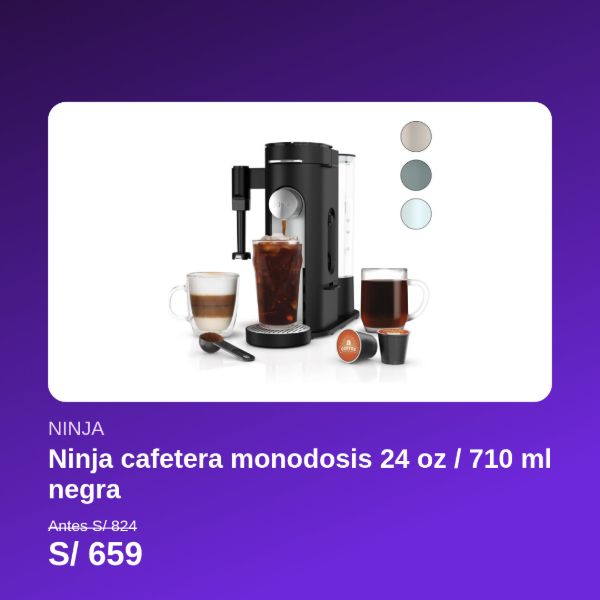 NINJA
Ninja cafetera monodosis 24 oz / 710 ml
negra
Antes S/ 824
S/ 659